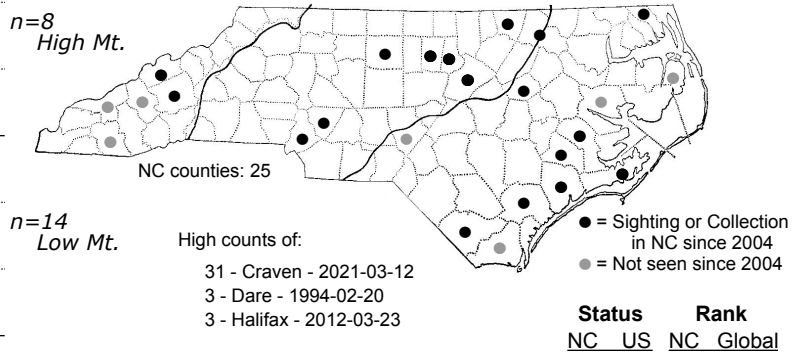 n=8
High Mt.
NC counties: 25
n=14
Low Mt.
High counts of:
31 - Craven - 2021-03-12
3 - Dare - 1994-02-20
3 - Halifax - 2012-03-23
● = Sighting or Collection
in NC since 2004
● = Not seen since 2004
Status Rank
NC US NC Global